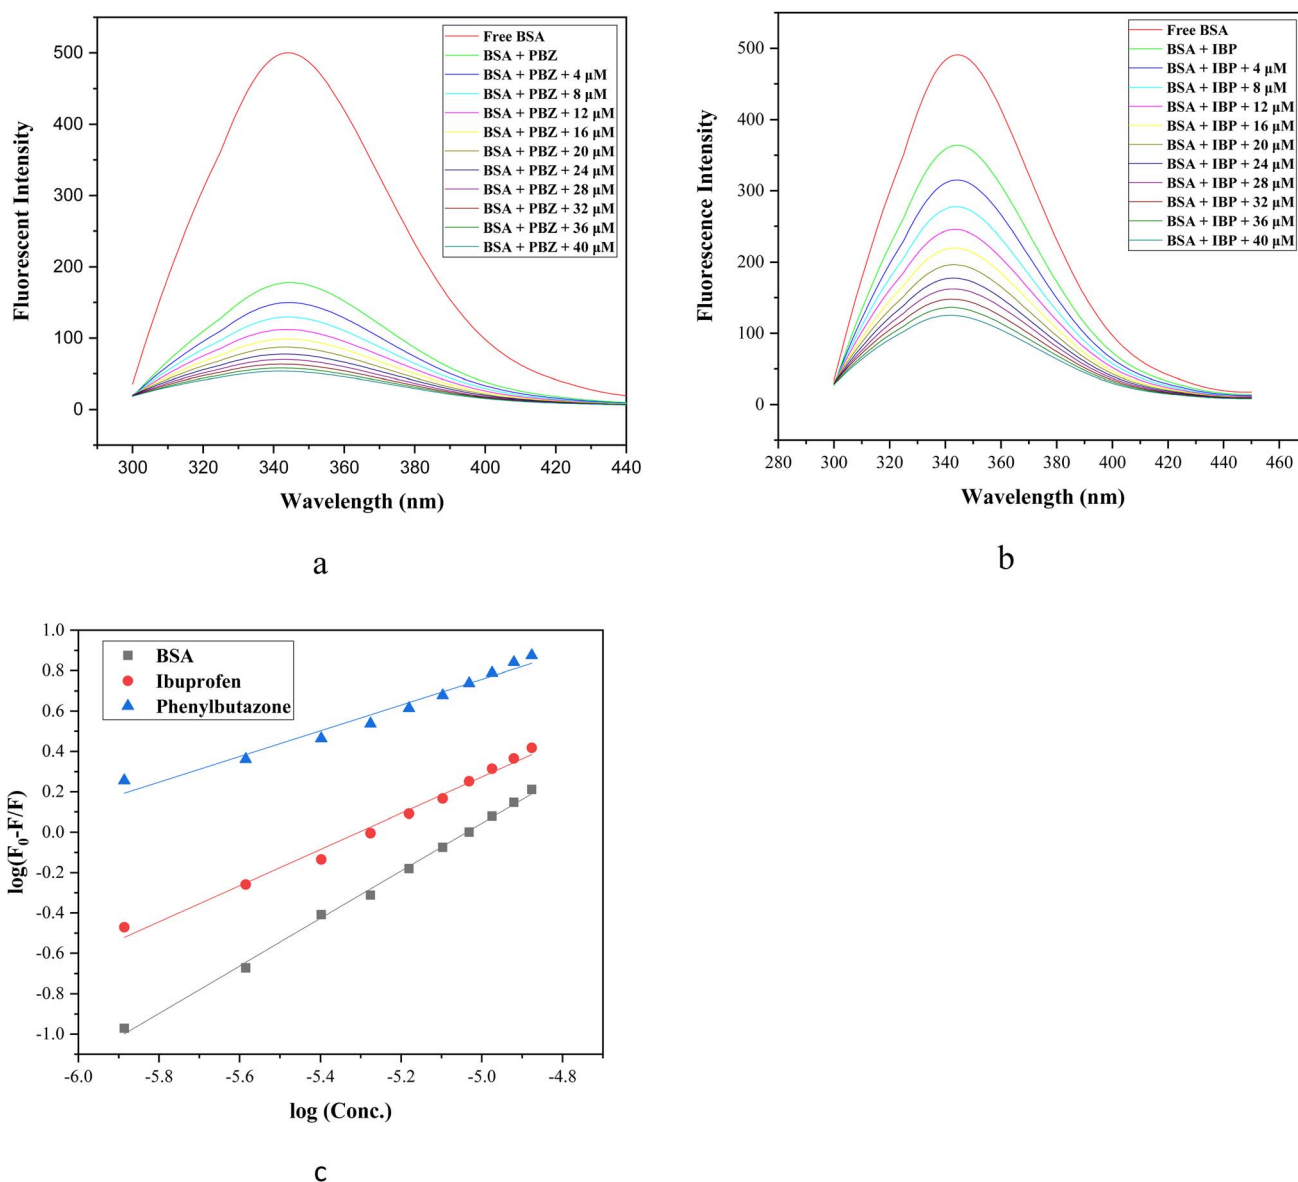 500
400
300
200
100
0
Fluorescent Intensity
Free BSA
BSA + PBZ
BSA + PBZ + 4 µM
BSA + PBZ + 8 µM
BSA + PBZ + 12 µM
BSA + PBZ + 16 µM
BSA + PBZ + 20 µM
BSA + PBZ + 24 µM
BSA + PBZ + 28 µM
BSA + PBZ + 32 µM
BSA + PBZ + 36 µM
BSA + PBZ + 40 µM
300 320 340 360 380 400 420 440
Wavelength (nm)
a
500
400
300
200
100
0
Fluorescence Intensity
Free BSA
BSA + IBP
BSA + IBP + 4 µM
BSA + IBP + 8 µM
BSA + IBP + 12 µM
BSA + IBP + 16 µM
BSA + IBP + 20 µM
BSA + IBP + 24 µM
BSA + IBP + 28 µM
BSA + IBP + 32 µM
BSA + IBP + 36 µM
BSA + IBP + 40 µM
280 300 320 340 360 380 400 420 440 460
Wavelength (nm)
b
1.0
0.8
0.6
0.4
0.2
0.0
-0.2
-0.4
-0.6
-0.8
-1.0
log(F₀-F/F)
BSA
Ibuprofen
Phenylbutazone
-6.0 -5.8 -5.6 -5.4 -5.2 -5.0 -4.8
log (Conc.)
c